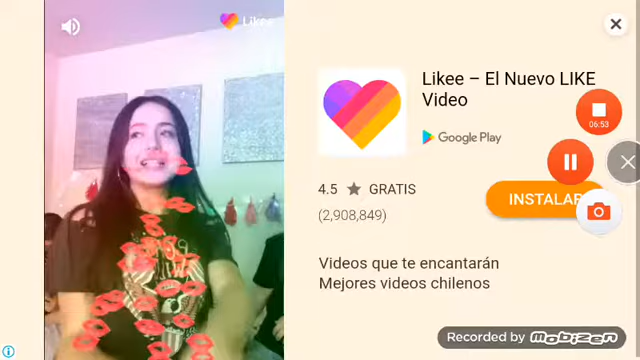 Likee
Likee – El Nuevo LIKE
Video
Google Play
06:53
4.5 ★ GRATIS
(2,908,849)
INSTALAR
Videos que te encantarán
Mejores videos chilenos
Recorded by mobizen